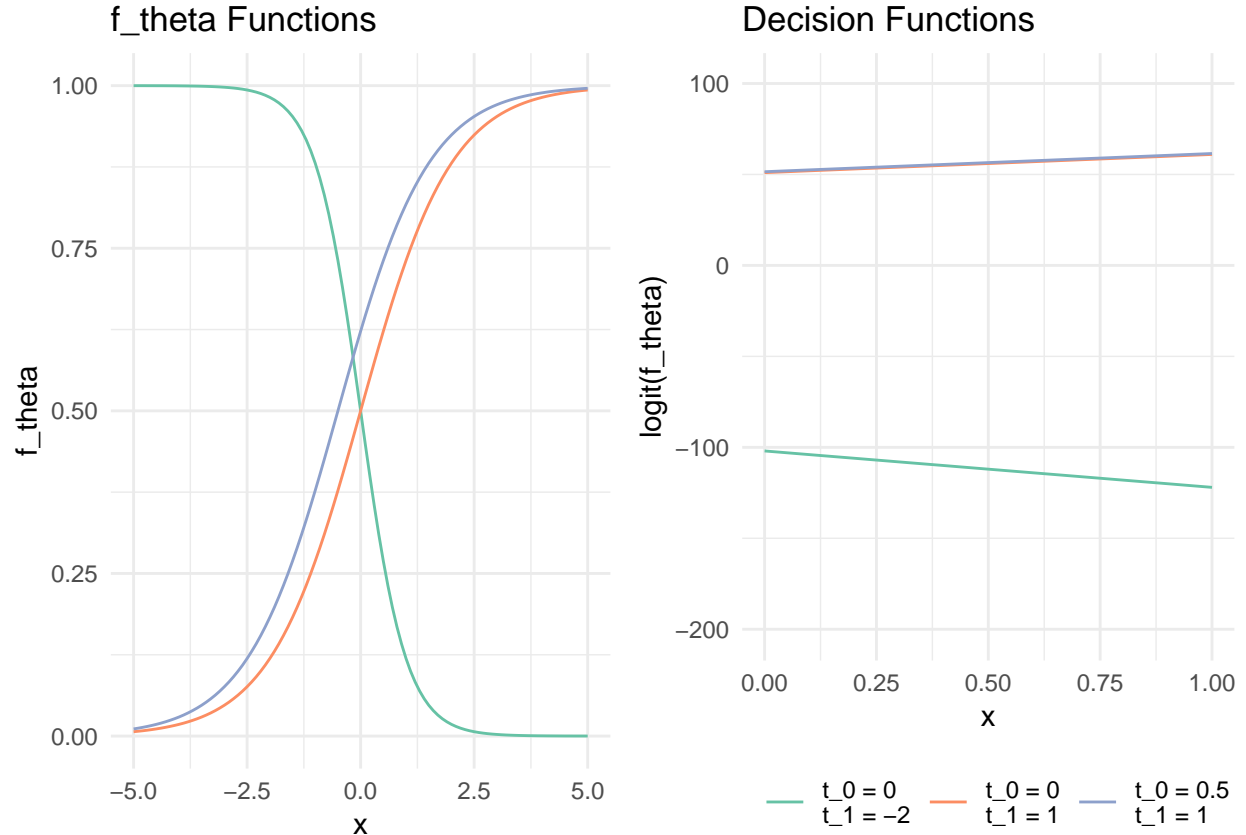 f_theta Functions
f_theta
1.00
0.75
0.50
0.25
0.00
−5.0 −2.5 0.0 2.5 5.0
x
Decision Functions
logit(f_theta)
100
0
−100
−200
0.00 0.25 0.50 0.75 1.00
x
t_0 = 0 t_0 = 0 t_0 = 0.5
t_1 = −2 t_1 = 1 t_1 = 1